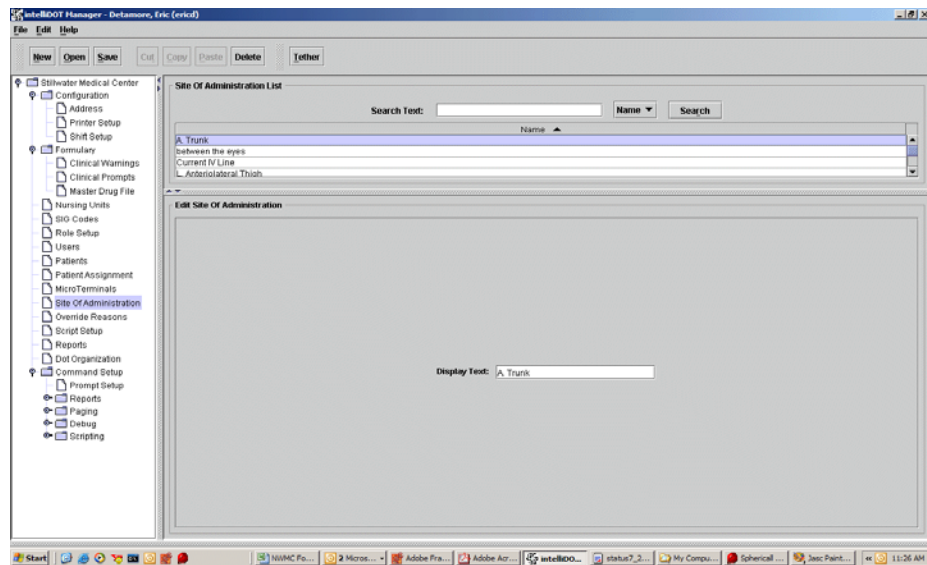 intelliDOT Manager - Detamore, Eric (ericd)
File Edit Help
New Open Save Cut Copy Paste Delete Tether
Stillwater Medical Center
Configuration
Address
Printer Setup
Shift Setup
Formulary
Clinical Warnings
Clinical Prompts
Master Drug File
Nursing Units
SIG Codes
Role Setup
Users
Patients
Patient Assignment
MicroTerminals
Site Of Administration
Override Reasons
Script Setup
Reports
Dot Organization
Command Setup
Prompt Setup
Reports
Paging
Debug
Scripting
Site Of Administration List
Search Text: Name Search
Name
A. Trunk
between the eyes
Current IV Line
L. Anteriolateral Thigh
Edit Site Of Administration
Display Text: A. Trunk
Start NWMC Fo... 2 Micros... Adobe Fra... Adobe Acr... intelliDO... status7_2... My Compu... Sphericall ... Jasc Paint... 11:26 AM